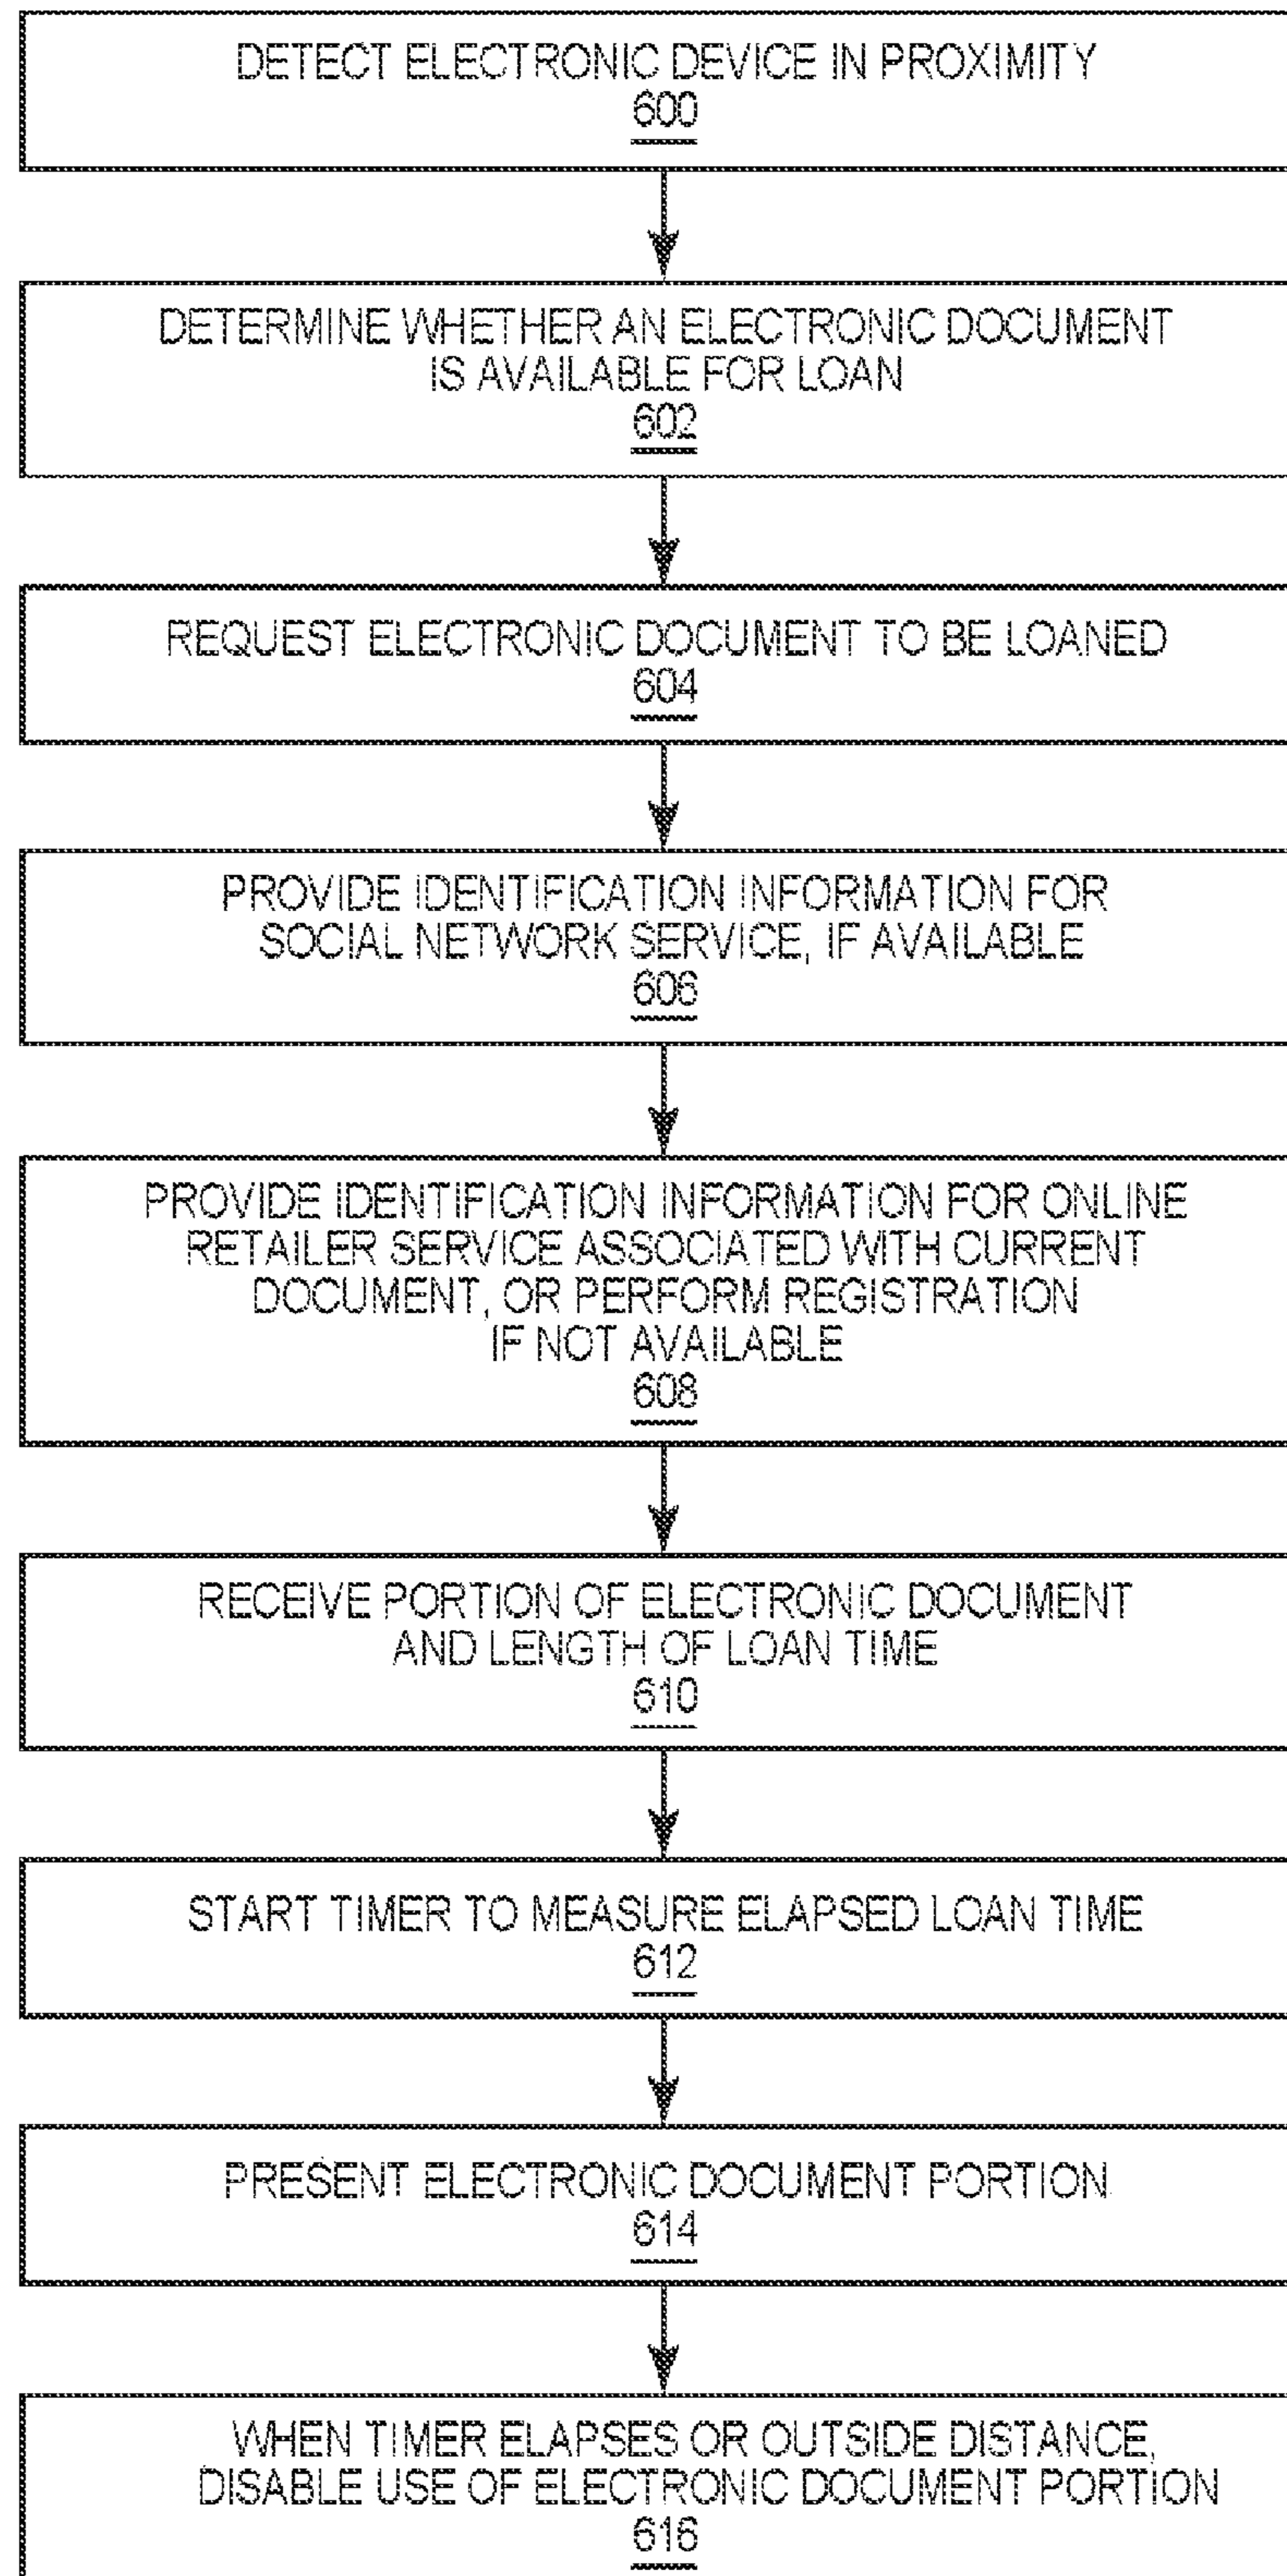 DETECT ELECTRONIC DEVICE IN PROXIMITY
600
DETERMINE WHETHER AN ELECTRONIC DOCUMENT
IS AVAILABLE FOR LOAN
602
REQUEST ELECTRONIC DOCUMENT TO BE LOANED
604
PROVIDE IDENTIFICATION INFORMATION FOR
SOCIAL NETWORK SERVICE, IF AVAILABLE
606
PROVIDE IDENTIFICATION INFORMATION FOR ONLINE
RETAILER SERVICE ASSOCIATED WITH CURRENT
DOCUMENT, OR PERFORM REGISTRATION
IF NOT AVAILABLE
608
RECEIVE PORTION OF ELECTRONIC DOCUMENT
AND LENGTH OF LOAN TIME
610
START TIMER TO MEASURE ELAPSED LOAN TIME
612
PRESENT ELECTRONIC DOCUMENT PORTION
614
WHEN TIMER ELAPSES OR OUTSIDE DISTANCE,
DISABLE USE OF ELECTRONIC DOCUMENT PORTION
616